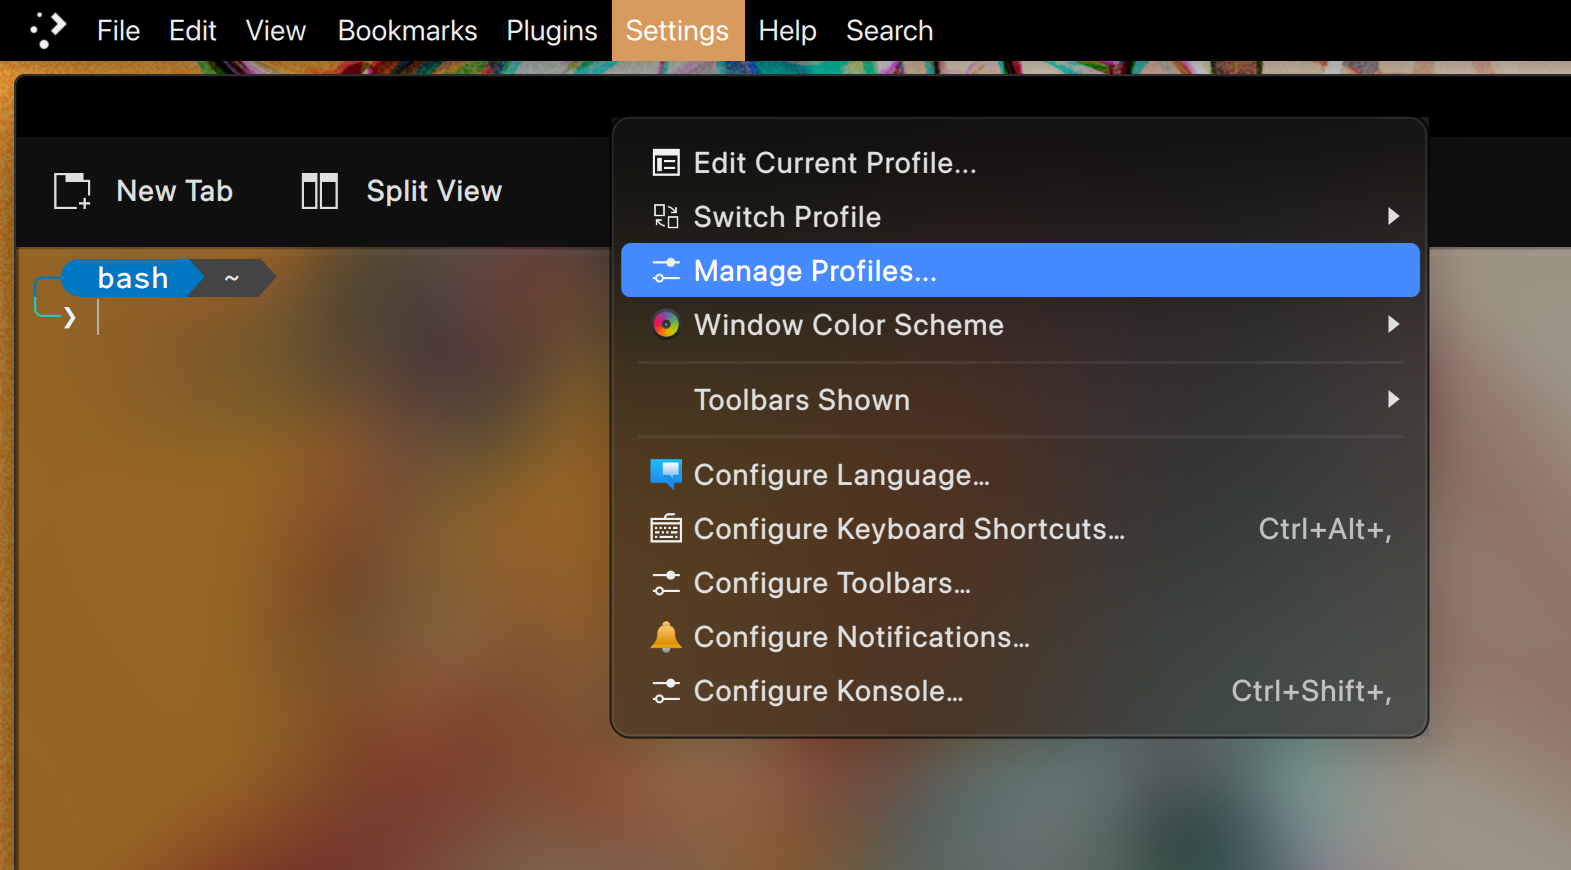 File Edit View Bookmarks Plugins Settings Help Search
New Tab Split View
bash ~
❯
Edit Current Profile...
Switch Profile
Manage Profiles...
Window Color Scheme
Toolbars Shown
Configure Language...
Configure Keyboard Shortcuts... Ctrl+Alt+,
Configure Toolbars...
Configure Notifications...
Configure Konsole... Ctrl+Shift+,